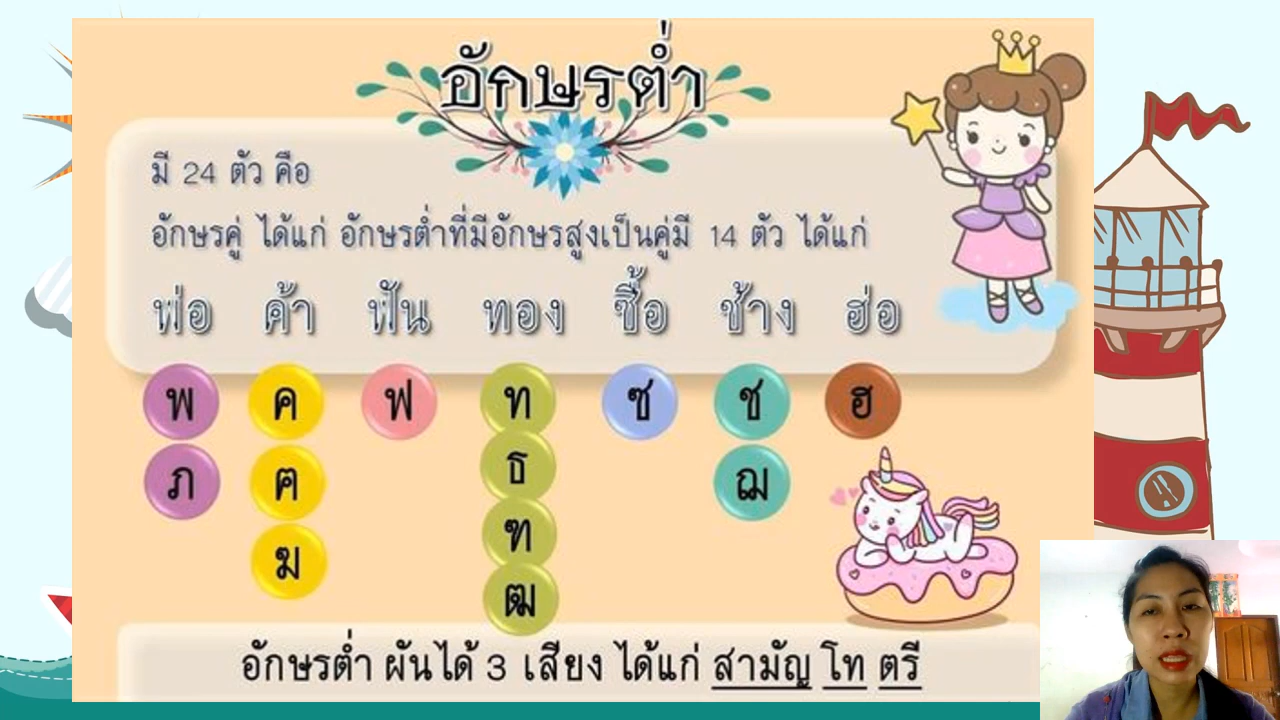 อักษรต่ำ
มี 24 ตัว คือ
อักษรคู่ ได้แก่ อักษรต่ำที่มีอักษรสูงเป็นคู่มี 14 ตัว ได้แก่
พ่อ ค้า ฟัน ทอง ซื้อ ช้าง ฮ่อ
พ ค ฟ ท ซ ช ฮ
ภ ฅ ธ ฌ
ฆ ฑ
ฒ
อักษรต่ำ ผันได้ 3 เสียง ได้แก่ สามัญ โท ตรี